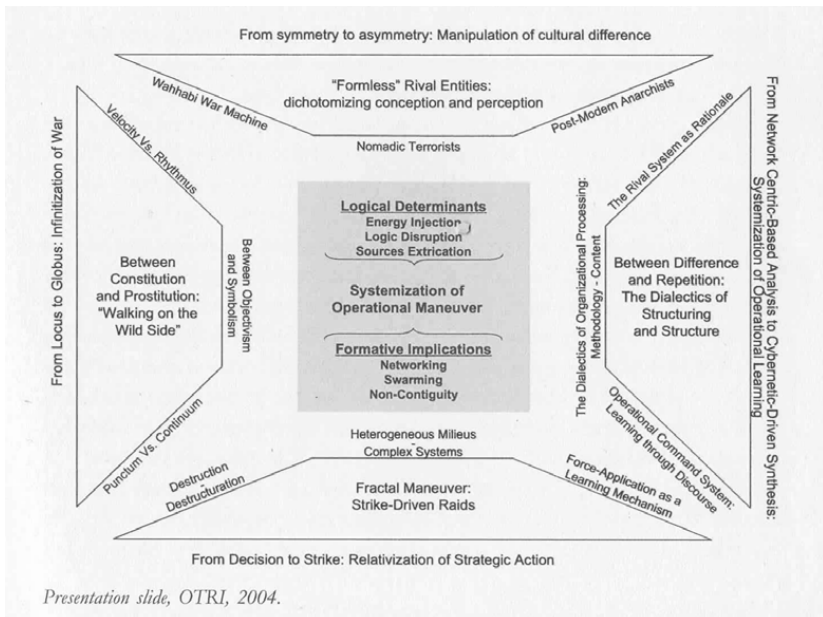 From symmetry to asymmetry: Manipulation of cultural difference
"Formless" Rival Entities:
dichotomizing conception and perception
Wahhabi War Machine
Post-Modern Anarchists
Nomadic Terrorists
From Locus to Globus: Infinitization of War
Velocity Vs. Rhythmus
Between
Constitution
and Prostitution:
"Walking on the
Wild Side"
Between Objectivism
and Symbolism
Punctum Vs. Continuum
Logical Determinants
Energy Injection
Logic Disruption
Sources Extrication
Systemization of
Operational Maneuver
Formative Implications
Networking
Swarming
Non-Contiguity
The Dialectics of Organizational Processing:
Methodology - Content
The Rival System as Rationale
Between Difference
and Repetition:
The Dialectics of
Structuring
and Structure
Operational Command System:
Learning through Discourse
From Network Centric-Based Analysis to Cybernetic-Driven Synthesis:
Systemization of Operational Learning
Heterogeneous Milieus
-
Complex Systems
Destruction
-
Destructuration
Fractal Maneuver:
Strike-Driven Raids
Force-Application as a
Learning Mechanism
From Decision to Strike: Relativization of Strategic Action
Presentation slide, OTRI, 2004.